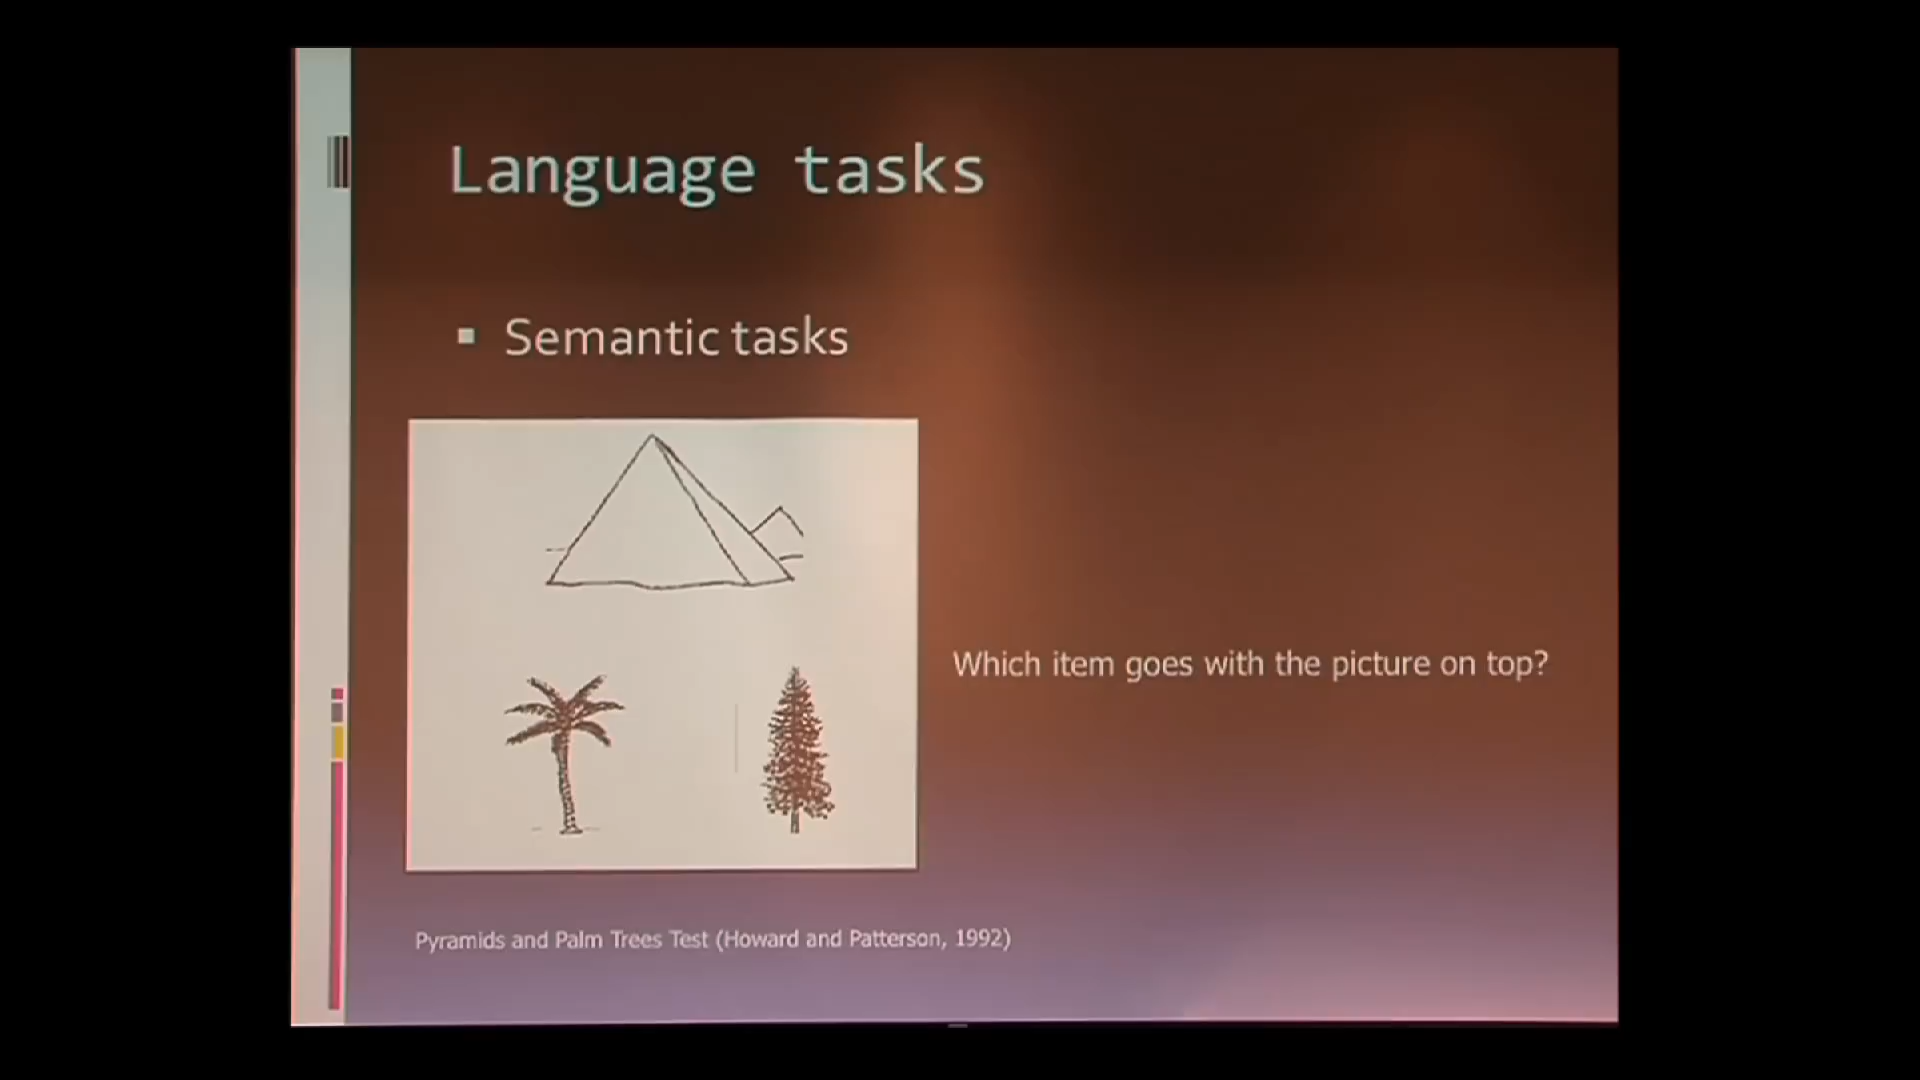 Language tasks
Semantic tasks
Which item goes with the picture on top?
Pyramids and Palm Trees Test (Howard and Patterson, 1992)